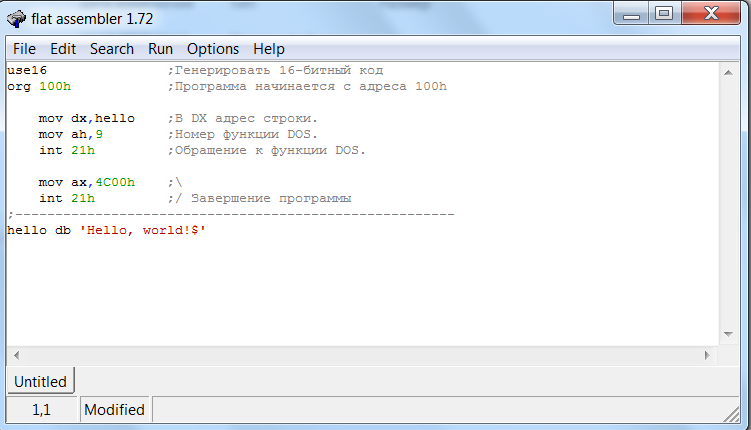 flat assembler 1.72
File Edit Search Run Options Help
use16 ;Генерировать 16-битный код
org 100h ;Программа начинается с адреса 100h
mov dx,hello ;В DX адрес строки.
mov ah,9 ;Номер функции DOS.
int 21h ;Обращение к функции DOS.
mov ax,4C00h ;\
int 21h ;/ Завершение программы
;-------------------------------------------------------
hello db 'Hello, world!$'
Untitled
1,1 Modified